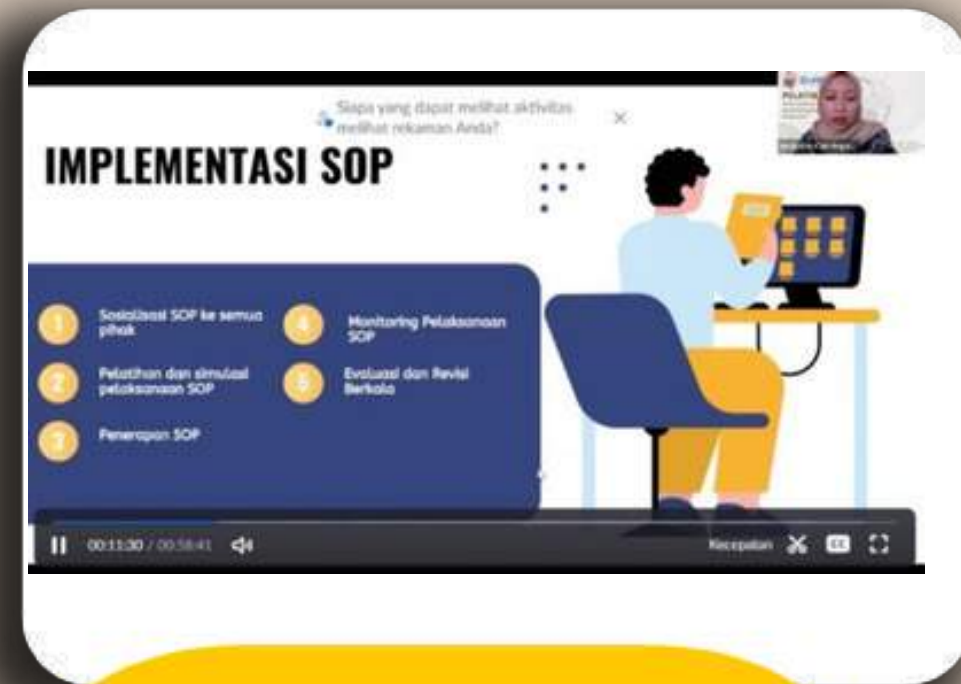 Siapa yang dapat melihat aktivitas
melihat rekaman Anda?
IMPLEMENTASI SOP
1 Sosialisasi SOP ke semua
pihak
2 Pelatihan dan simulasi
pelaksanaan SOP
3 Penerapan SOP
4 Monitoring Pelaksanaan
SOP
5 Evaluasi dan Revisi
Berkala
00:11:30 / 00:58:41
Kecepatan
CC